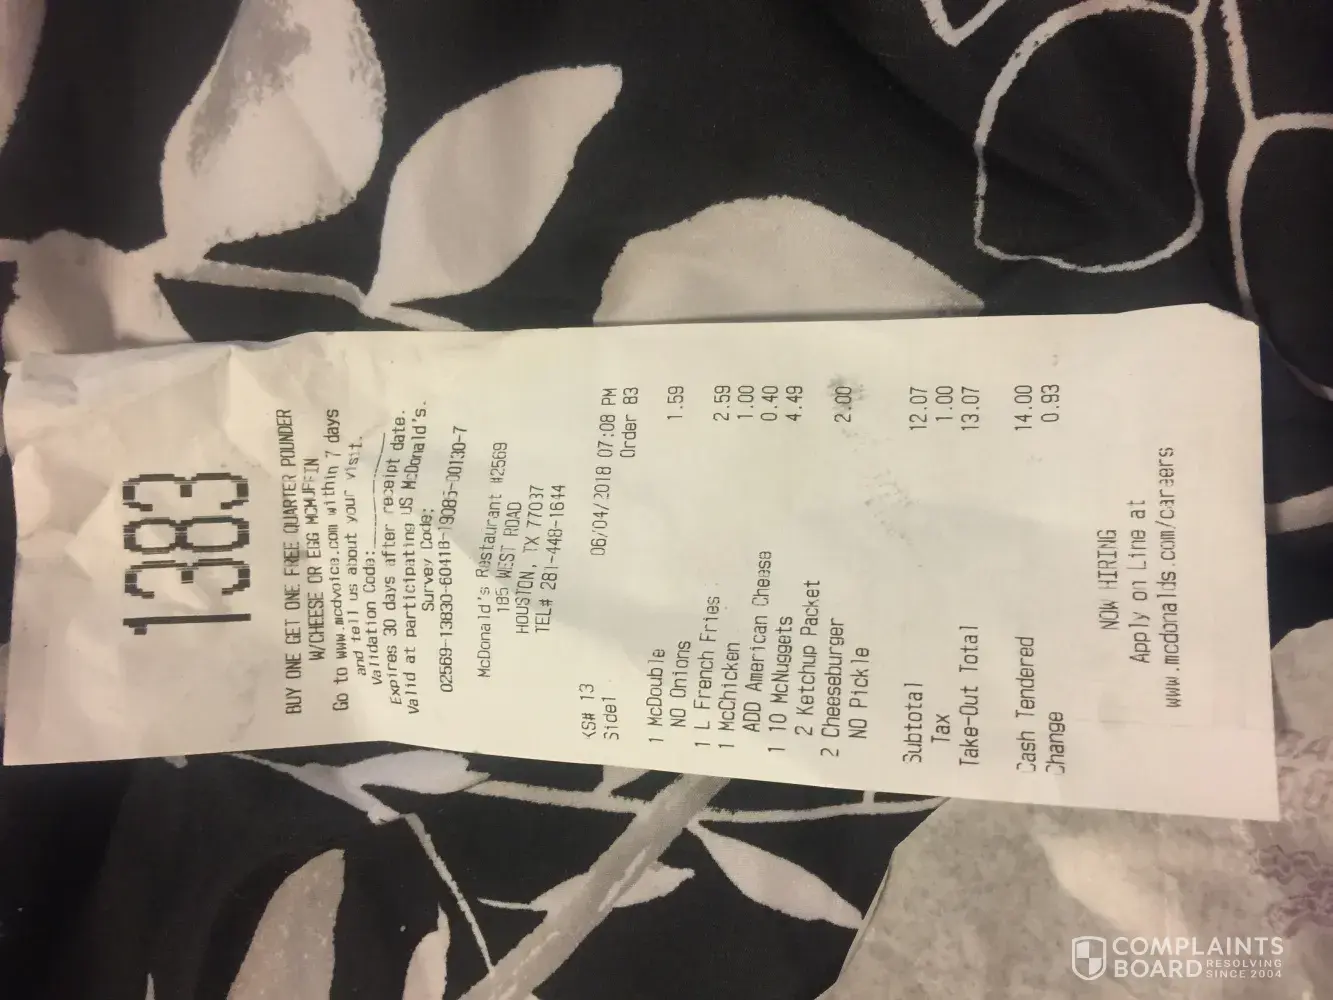 1383
BUY ONE GET ONE FREE QUARTER POUNDER
W/CHEESE OR EGG MCMUFFIN
Go to www.mcdvoice.com within 7 days
and tell us about your visit.
Validation Code:
Expires 30 days after receipt date.
Valid at participating US McDonald's.
Survey Code:
02569-13830-60418-19085-00130-7
McDonald's Restaurant #2569
185 WEST ROAD
HOUSTON, TX 77037
TEL# 281-448-1644
KS# 13 06/04/2018 07:08 PM
Side1 Order 83
1 McDouble 1.59
NO Onions
1 L French Fries 2.59
1 McChicken 1.00
ADD American Cheese 0.40
1 10 McNuggets 4.49
2 Ketchup Packet
2 Cheeseburger 2.00
NO Pickle
Subtotal 12.07
Tax 1.00
Take-Out Total 13.07
Cash Tendered 14.00
Change 0.93
NOW HIRING
Apply on Line at
www.mcdonalds.com/careers
COMPLAINTS
BOARD RESOLVING
SINCE 2004